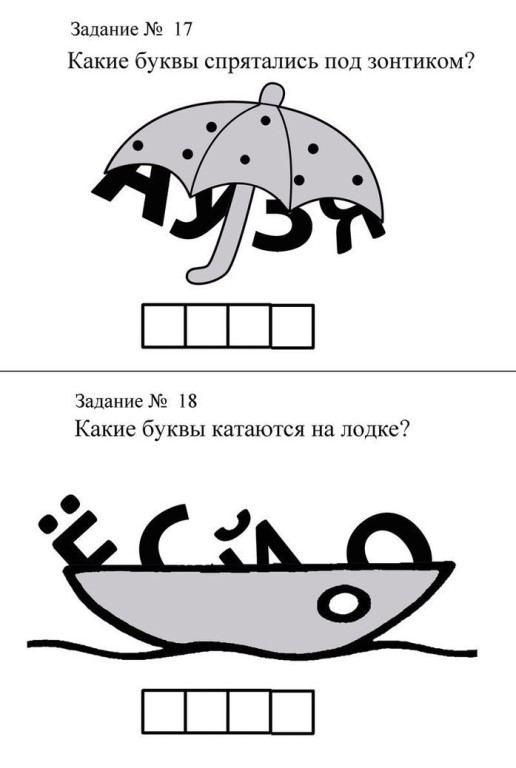 Задание № 17
Какие буквы спрятались под зонтиком?
А У З Я
Задание № 18
Какие буквы катаются на лодке?
Ё С Й О